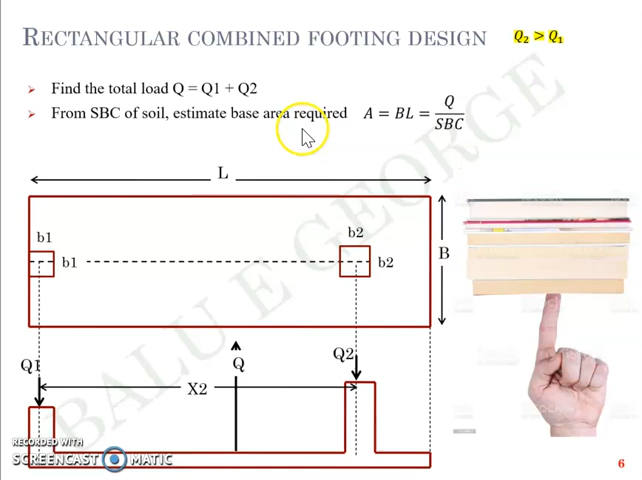 RECTANGULAR COMBINED FOOTING DESIGN
Q₂ > Q₁
➢ Find the total load Q = Q1 + Q2
➢ From SBC of soil, estimate base area required A = BL = Q / SBC
L
b1
b2
b1
b2
B
Q1
Q
Q2
X2
BALU E GEORGE
RECORDED WITH
SCREENCAST MATIC
6